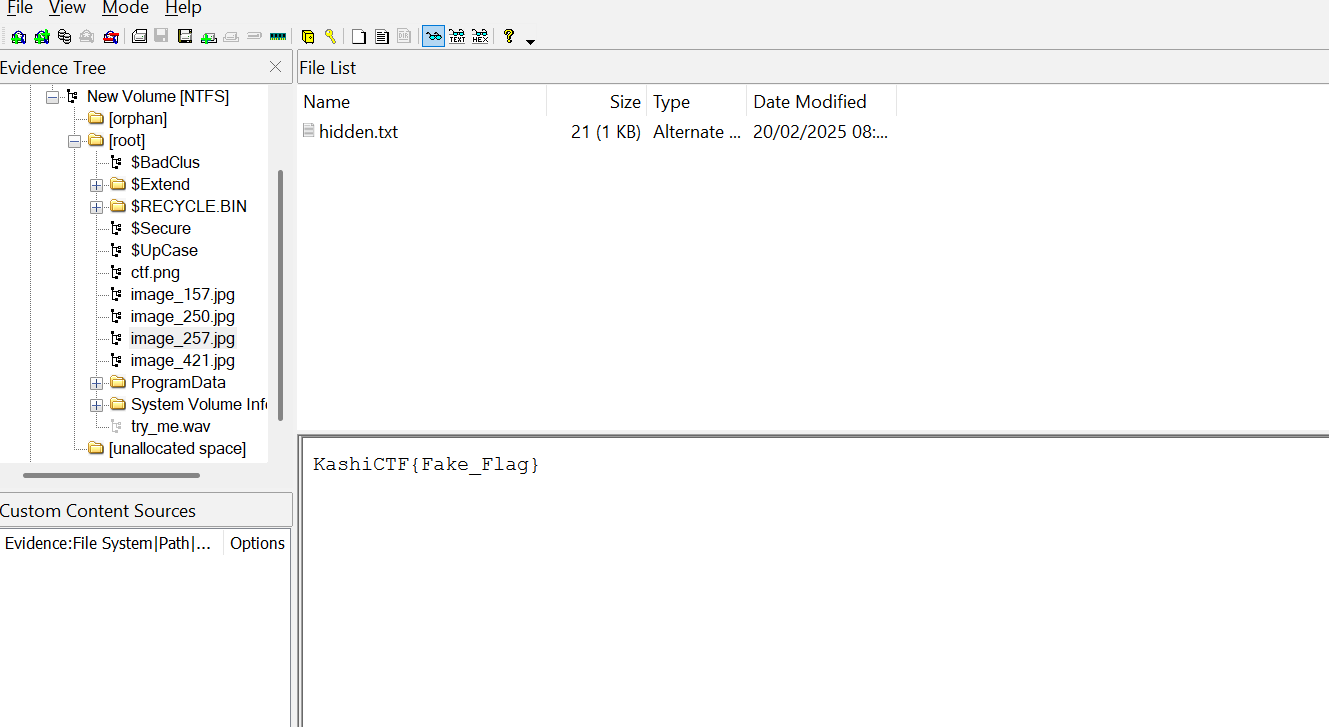 File View Mode Help
Evidence Tree
New Volume [NTFS]
[orphan]
[root]
$BadClus
$Extend
$RECYCLE.BIN
$Secure
$UpCase
ctf.png
image_157.jpg
image_250.jpg
image_257.jpg
image_421.jpg
ProgramData
System Volume Info
try_me.wav
[unallocated space]
Custom Content Sources
Evidence:File System|Path|... Options
File List
Name Size Type Date Modified
hidden.txt 21 (1 KB) Alternate ... 20/02/2025 08:...
KashiCTF{Fake_Flag}